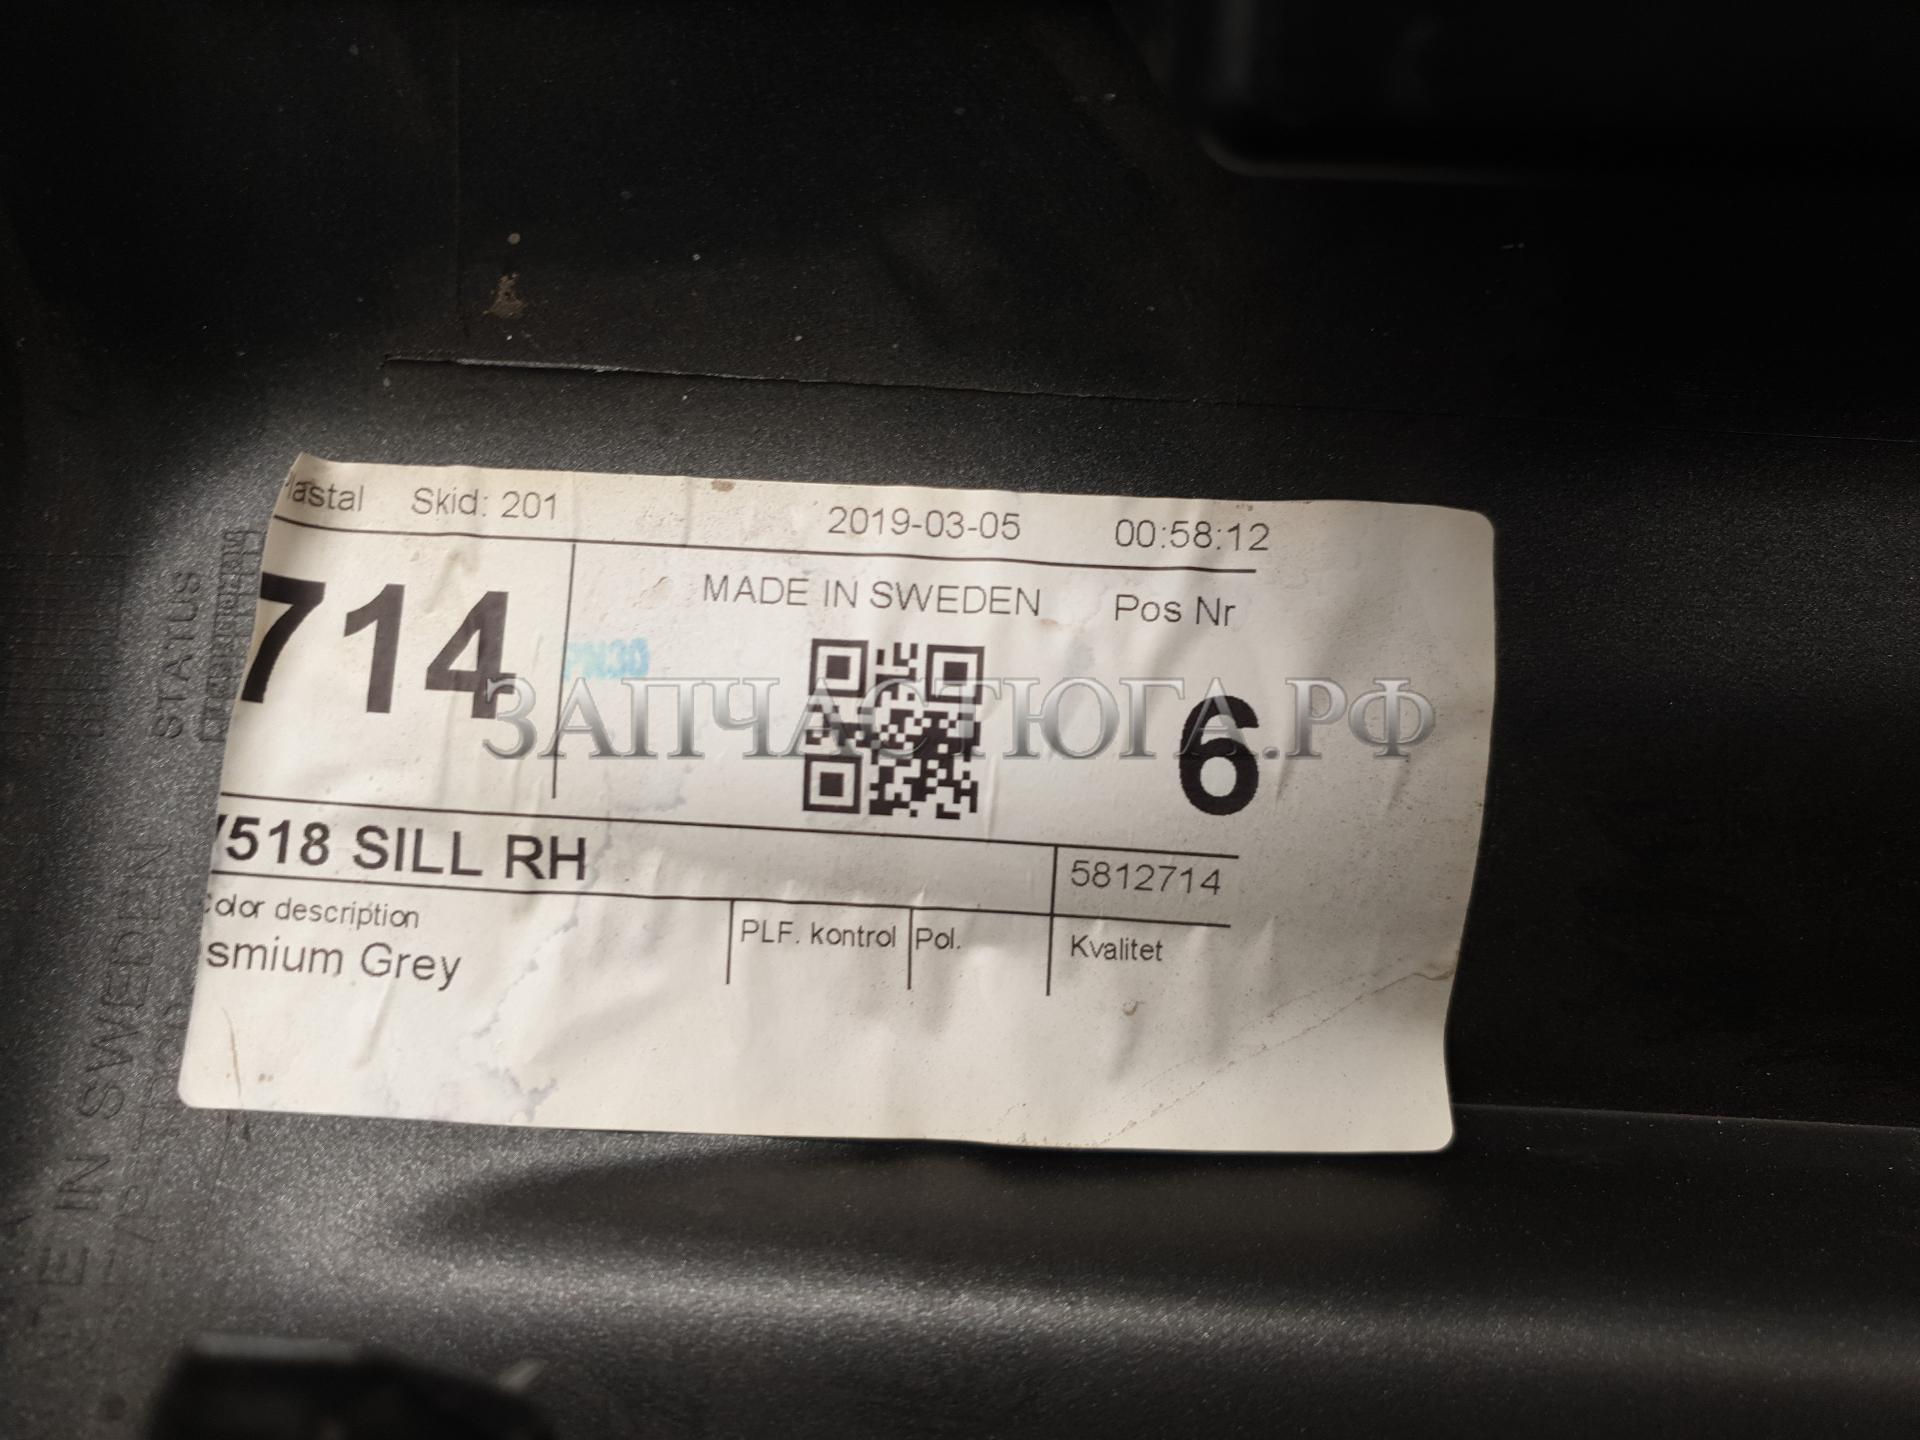 lastal Skid: 201 2019-03-05 00:58:12
714 MADE IN SWEDEN Pos Nr
PN30
ЗАПЧАСТЮГА.РФ
6
518 SILL RH 5812714
Color description PLF. kontrol Pol. Kvalitet
smium Grey
STATUS
IN SWEDEN